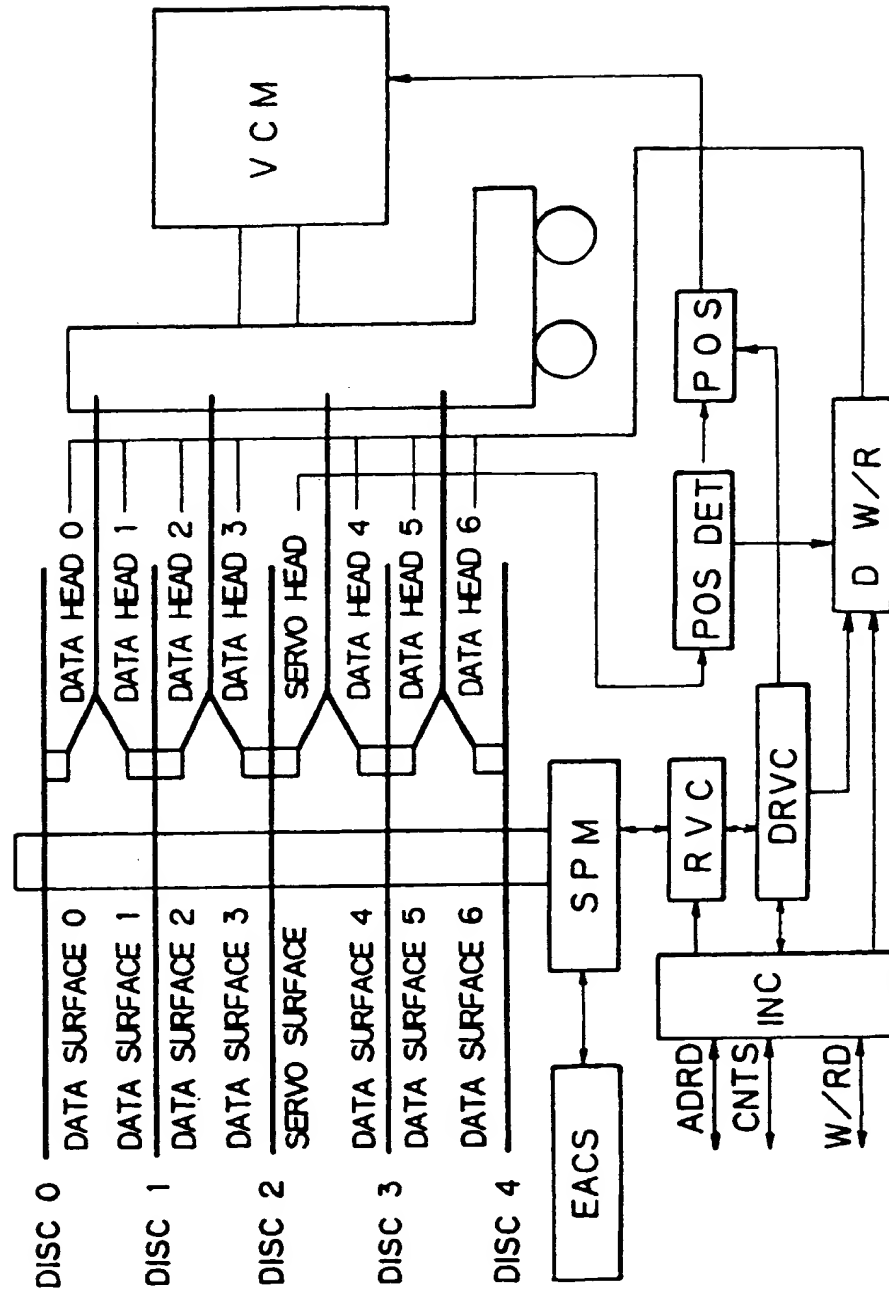 DISC 0
DATA SURFACE 0
DATA HEAD 0
DATA SURFACE 1
DATA HEAD 1
DISC 1
DATA SURFACE 2
DATA HEAD 2
DATA SURFACE 3
DATA HEAD 3
DISC 2
SERVO SURFACE
SERVO HEAD
DATA SURFACE 4
DATA HEAD 4
DISC 3
DATA SURFACE 5
DATA HEAD 5
DATA SURFACE 6
DATA HEAD 6
DISC 4
VCM
EACS
SPM
RVC
POS DET
POS
ADRD
CNTS
INC
DRVC
W/RD
D W/R